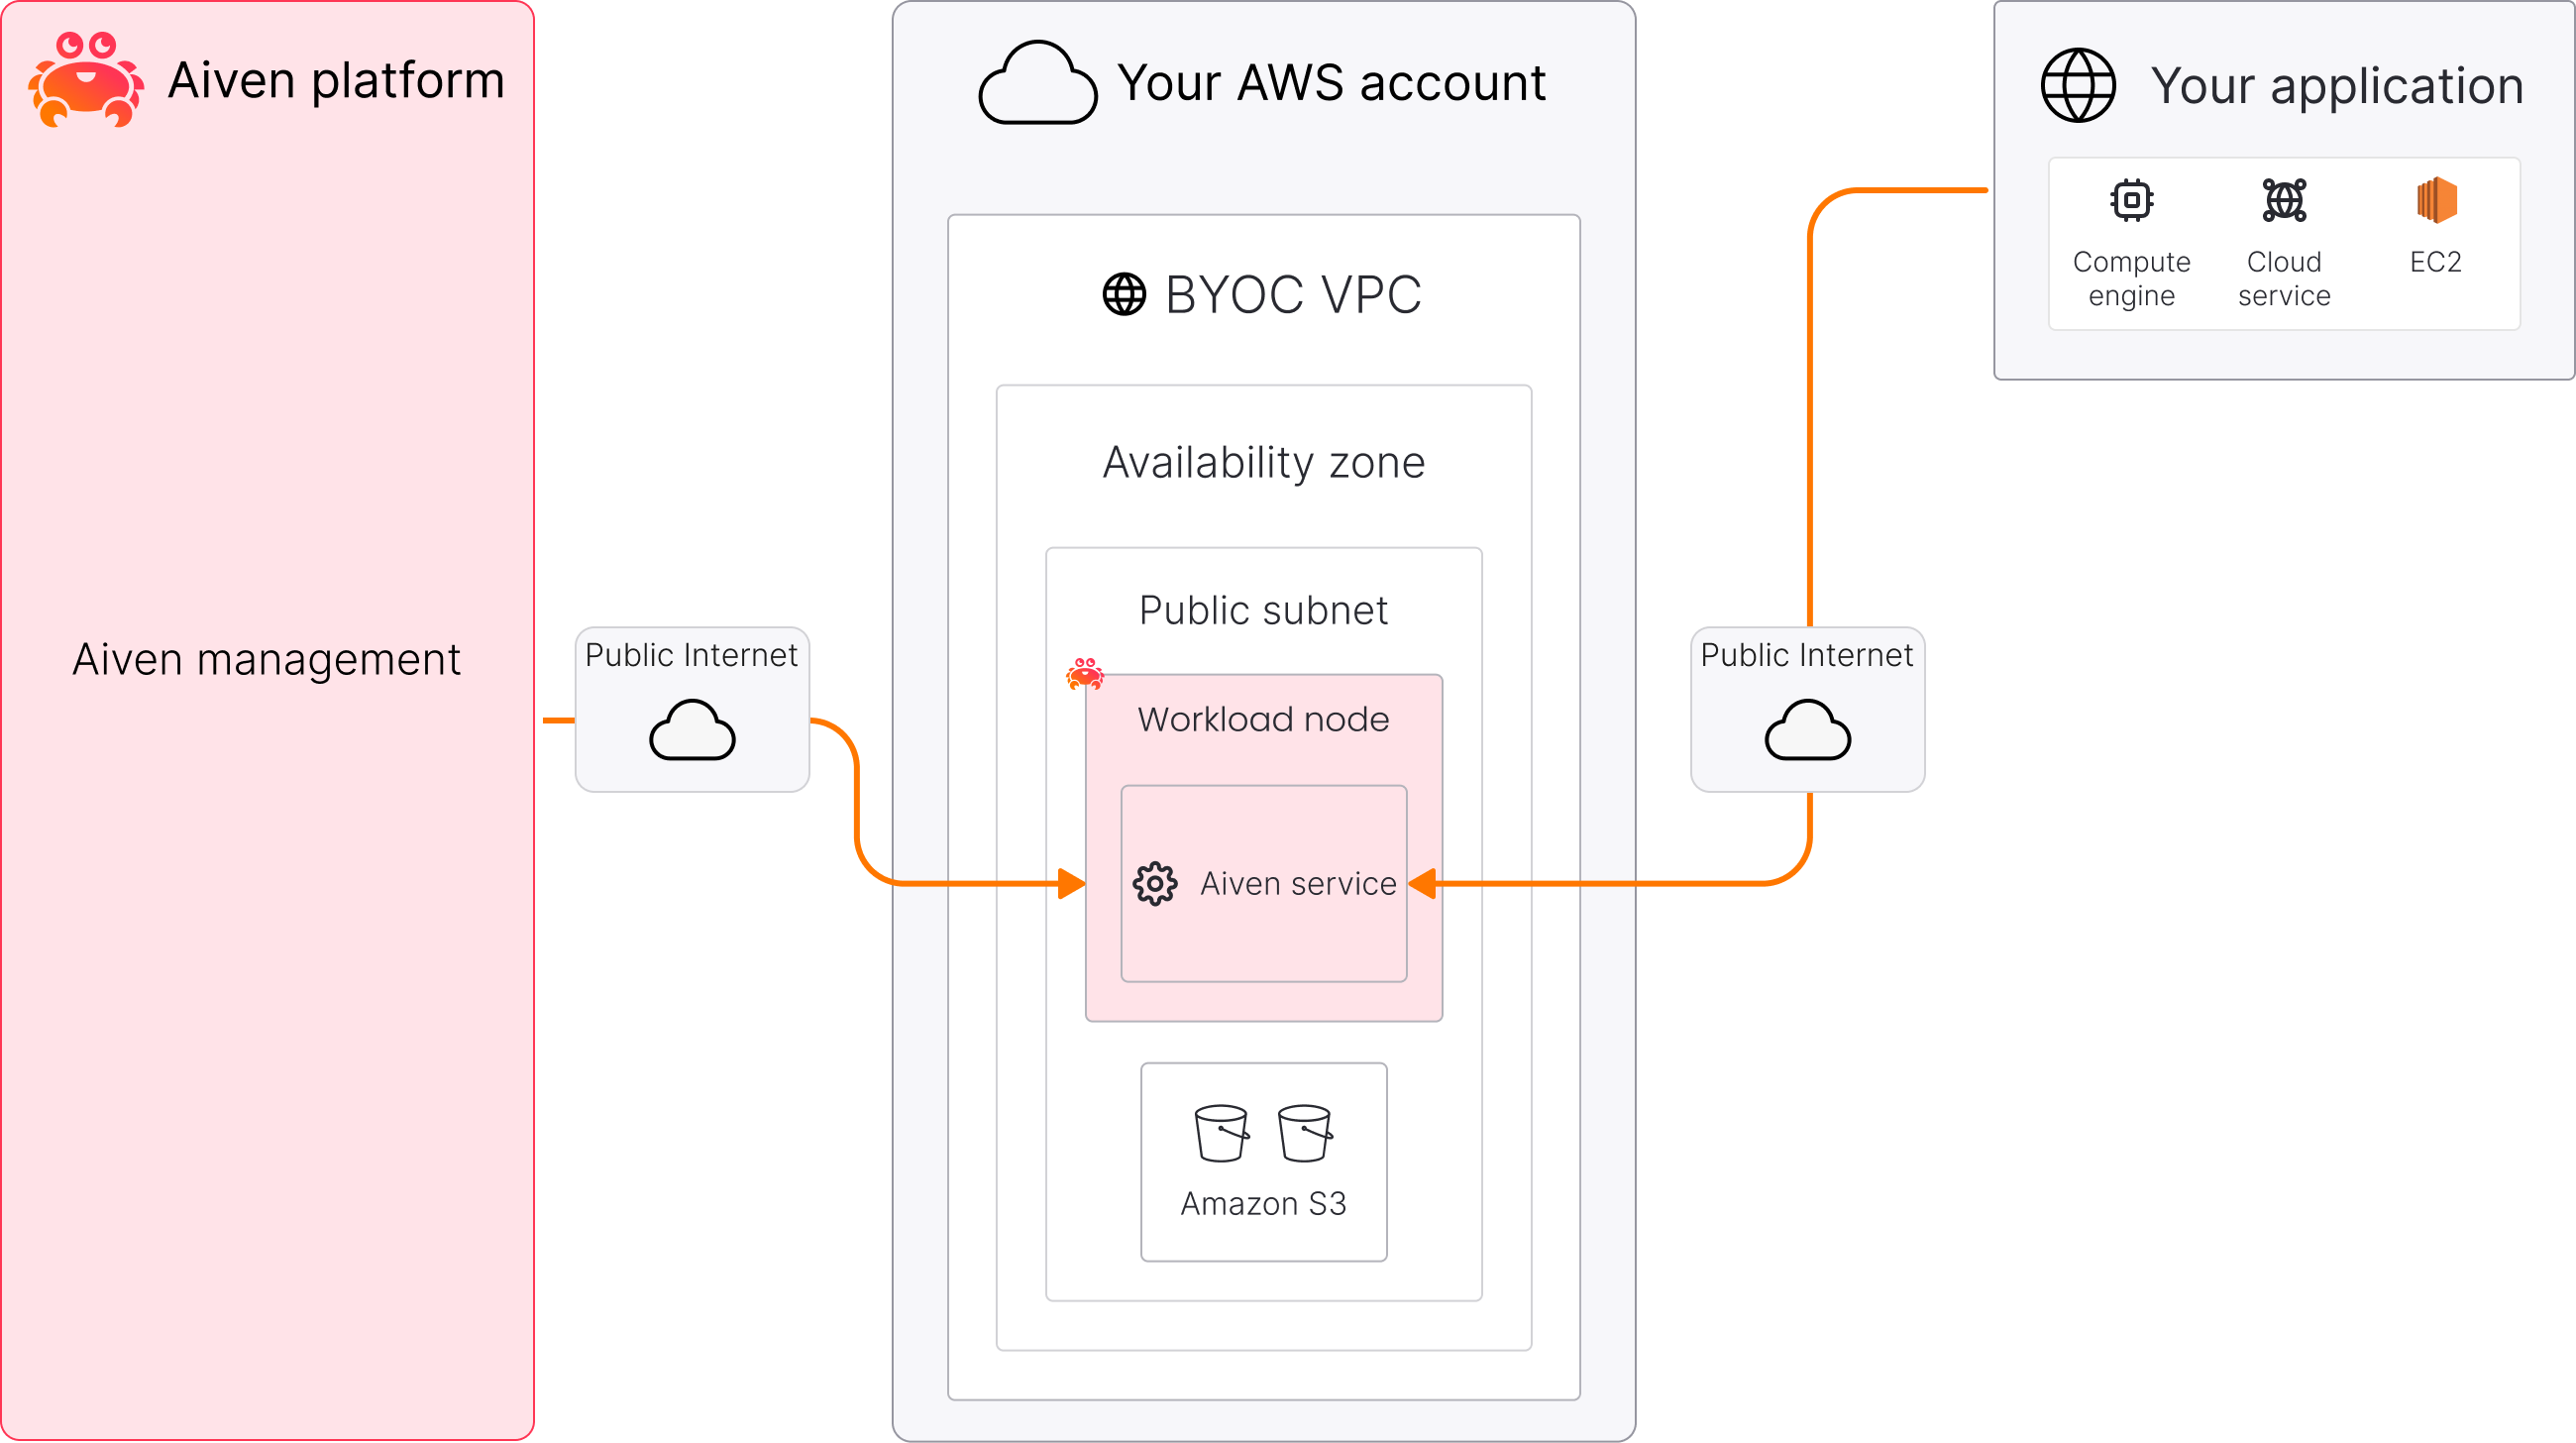 Aiven platform
Aiven management
Public Internet
Your AWS account
BYOC VPC
Availability zone
Public subnet
Workload node
Aiven service
Amazon S3
Public Internet
Your application
Compute
engine
Cloud
service
EC2